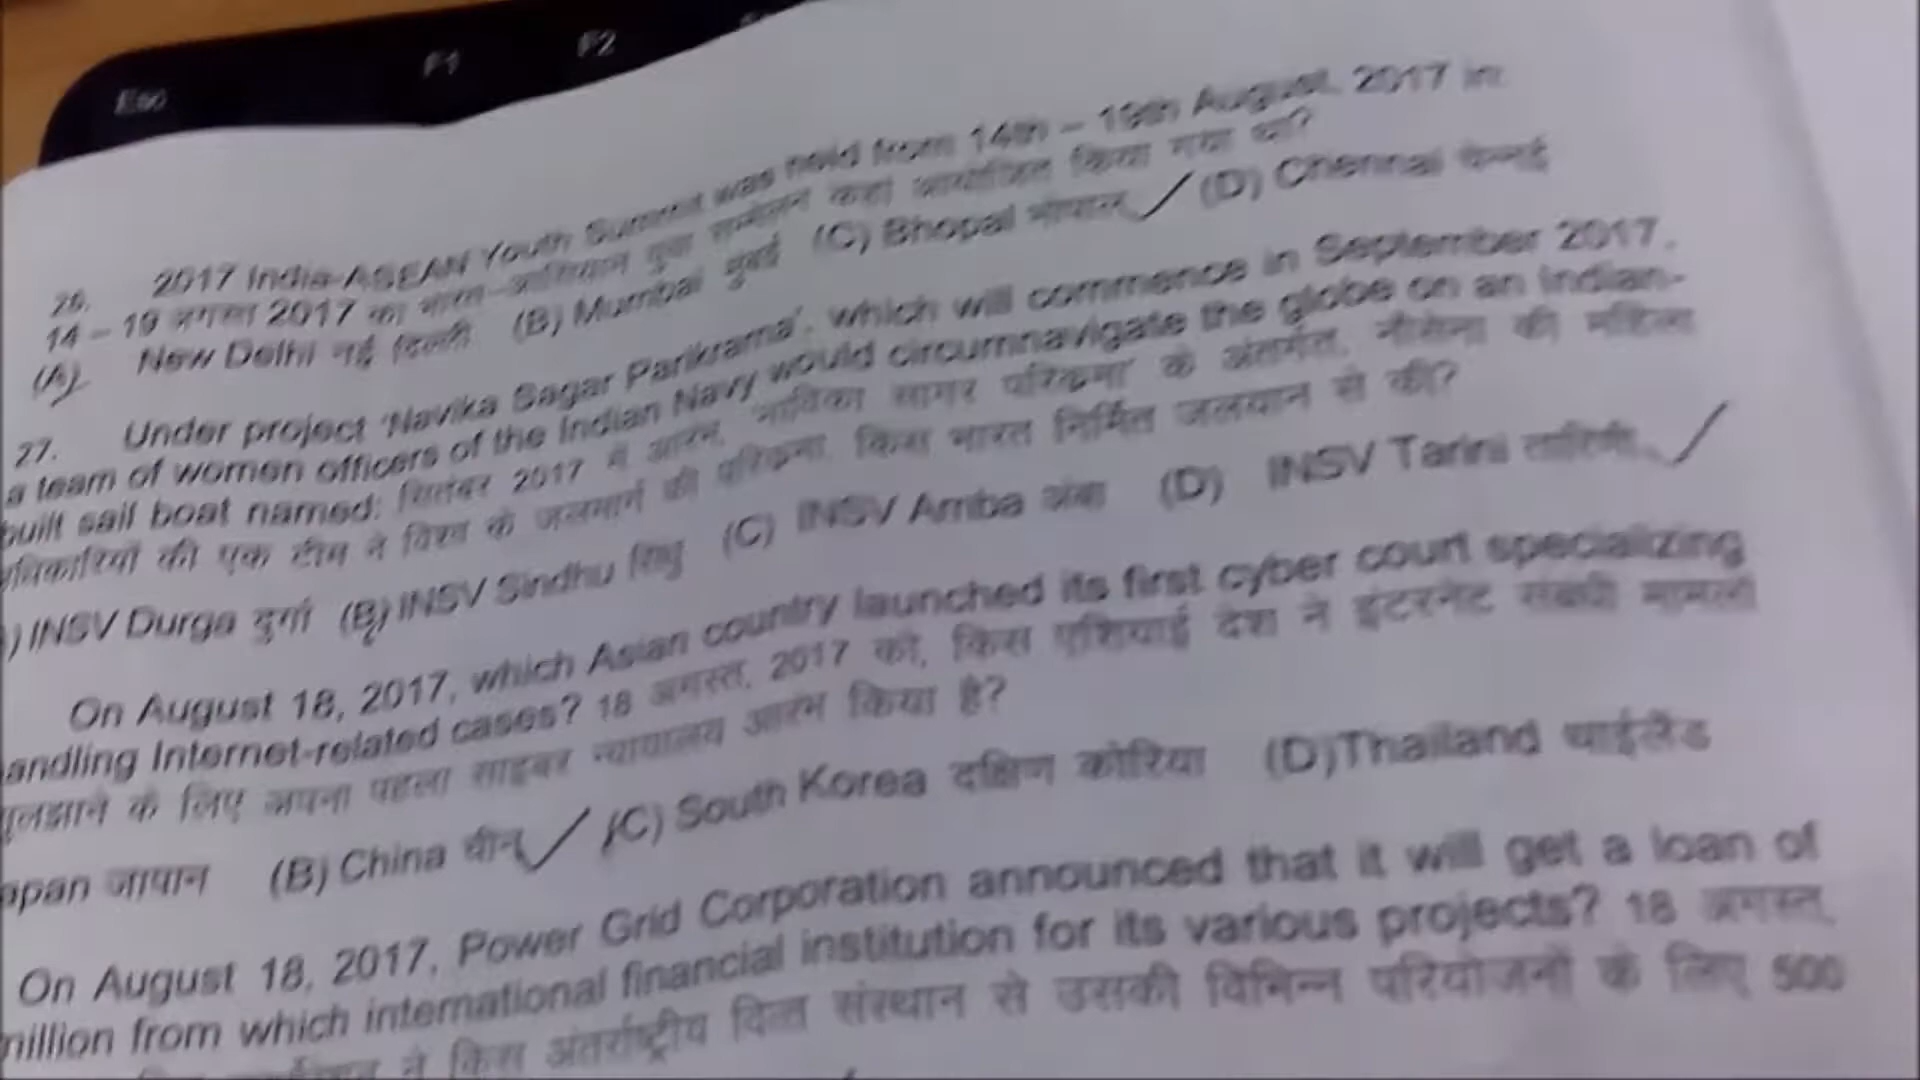 Esc F1 F2
26. 2017 India-ASEAN Youth Summit was held from 14th – 19th August, 2017 in:
14 – 19 अगस्त 2017 का भारत-आसियान युवा सम्मेलन कहां आयोजित किया गया था?
(A) New Delhi नई दिल्ली (B) Mumbai मुंबई (C) Bhopal भोपाल (D) Chennai चेन्नई
27. Under project 'Navika Sagar Parikrama', which will commence in September 2017,
a team of women officers of the Indian Navy would circumnavigate the globe on an Indian-
built sail boat named: सितंबर 2017 में आरंभ, नाविका सागर परिक्रमा' के अंतर्गत, नौसेना की महिला
की एक टीम ने विश्व के जलमार्ग की परिक्रमा, किस भारत निर्मित जलयान से की?
) INSV Durga दुर्गा (B) INSV Sindhu सिंधु (C) INSV Amba अंबा (D) INSV Tarini तारिणी
On August 18, 2017, which Asian country launched its first cyber court specializing
andling Internet-related cases? 18 अगस्त, 2017 को, किस एशियाई देश ने इंटरनेट संबंधी मामलों
के लिए अपना पहला साइबर न्यायालय आरंभ किया है?
apan जापान (B) China चीन (C) South Korea दक्षिण कोरिया (D)Thailand थाईलैंड
On August 18, 2017, Power Grid Corporation announced that it will get a loan of
million from which international financial institution for its various projects? 18 अगस्त,
ने किस अंतर्राष्ट्रीय वित्त संस्थान से उसकी विभिन्न परियोजनों के लिए 500